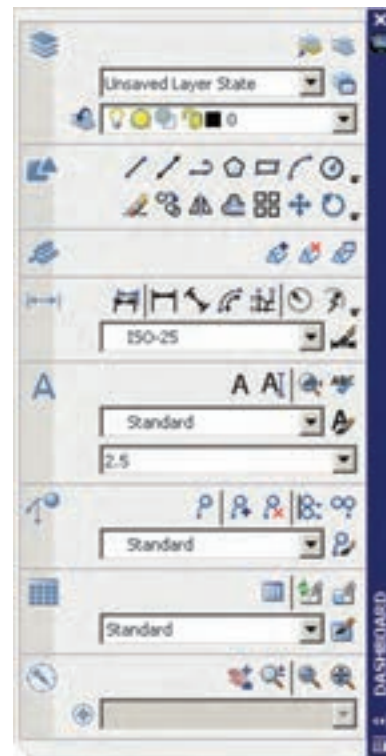 Unsaved Layer State
0
ISO-25
A A A
Standard
2.5
Standard
Standard
DASHBOARD